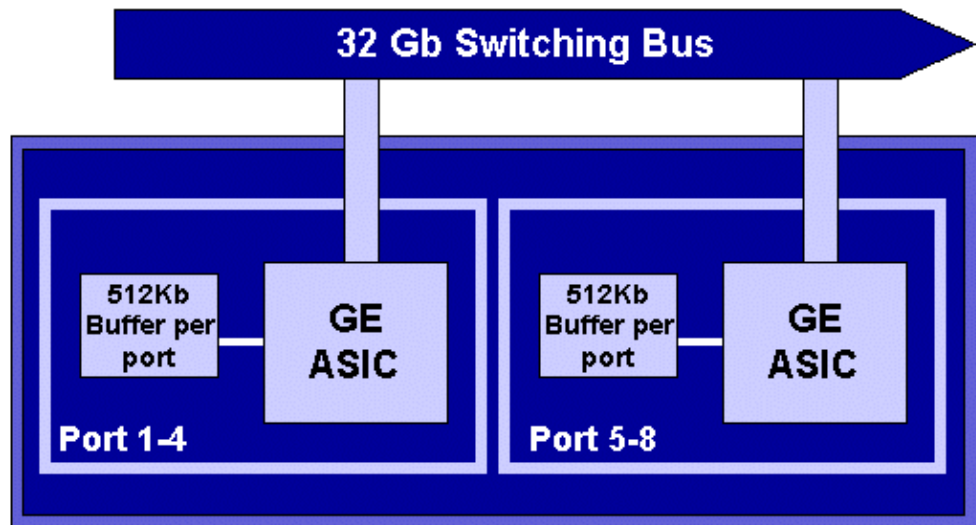 32 Gb Switching Bus
512Kb
Buffer per
port
GE
ASIC
Port 1-4
512Kb
Buffer per
port
GE
ASIC
Port 5-8